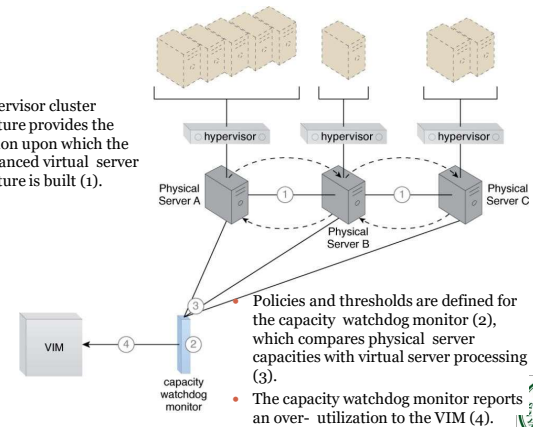 ervisor cluster
ture provides the
ion upon which the
anced virtual server
ture is built (1).
hypervisor
hypervisor
hypervisor
Physical
Server A
1
1
Physical
Server C
Physical
Server B
3
• Policies and thresholds are defined for
the capacity watchdog monitor (2),
which compares physical server
capacities with virtual server processing
(3).
• The capacity watchdog monitor reports
an over- utilization to the VIM (4).
VIM
4
2
capacity
watchdog
monitor